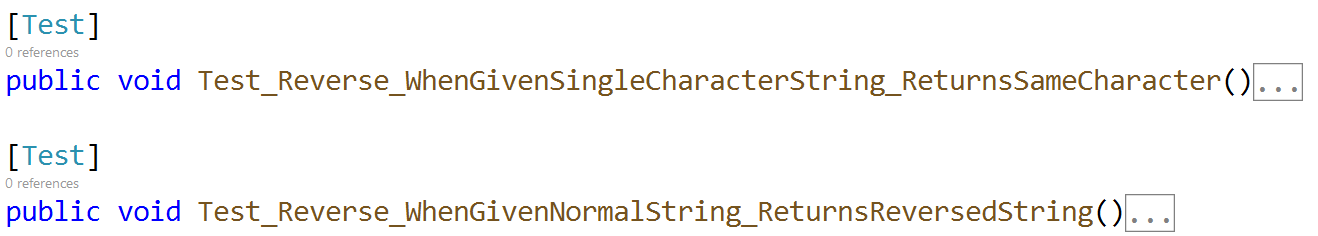 [Test]
0 references
public void Test_Reverse_WhenGivenSingleCharacterString_ReturnsSameCharacter()...
[Test]
0 references
public void Test_Reverse_WhenGivenNormalString_ReturnsReversedString()...